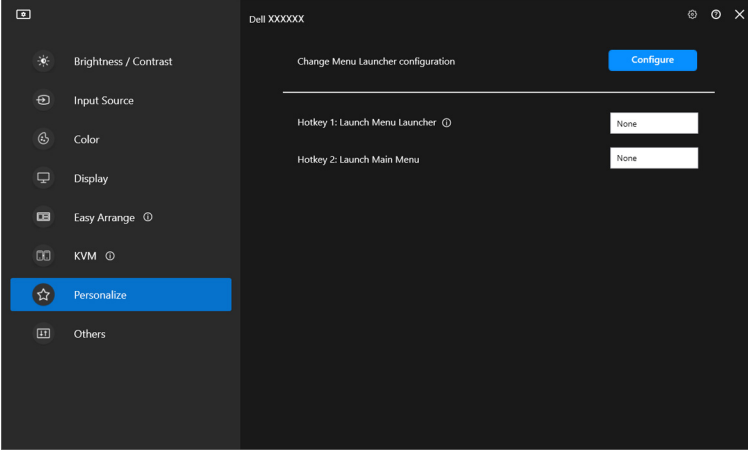 Dell XXXXXX
Brightness / Contrast
Input Source
Color
Display
Easy Arrange
KVM
Personalize
Others
Change Menu Launcher configuration
Configure
Hotkey 1: Launch Menu Launcher
None
Hotkey 2: Launch Main Menu
None